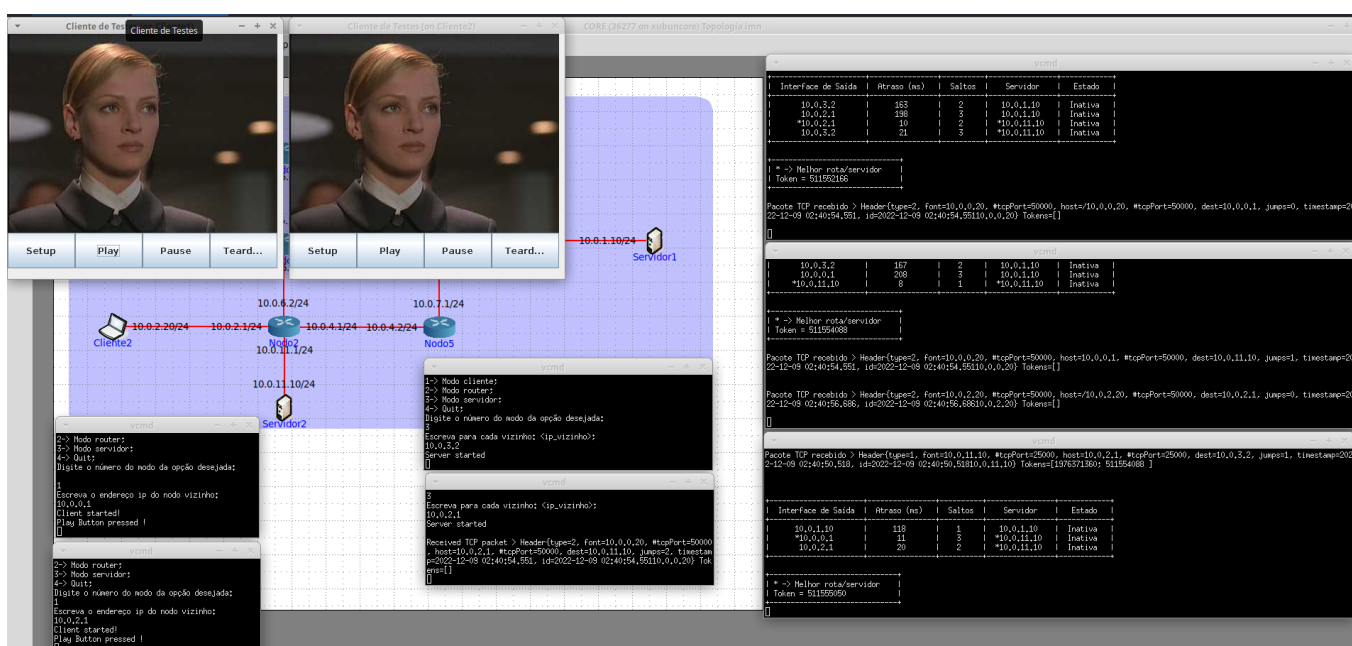 Cliente de Tes
Cliente de Testes
Cliente de Testes (on Cliente2)
CORE (36277 on xubuncore) Topologia.imn
Setup Play Pause Teard...
Setup Play Pause Teard...
10.0.1.10/24
Servidor1
10.0.6.2/24
10.0.7.1/24
10.0.2.20/24
10.0.2.1/24
10.0.4.1/24
10.0.4.2/24
Cliente2
Nodo2
Nodo5
10.0.11.1/24
10.0.11.10/24
Servidor2
vcmd
2-> Modo router;
3-> Modo servidor;
4-> Quit;
Digite o número do modo da opção desejada:
1
Escreva o endereço ip do nodo vizinho:
10.0.0.1
Client started!
Play Button pressed !
vcmd
2-> Modo router;
3-> Modo servidor;
4-> Quit;
Digite o número do modo da opção desejada:
1
Escreva o endereço ip do nodo vizinho:
10.0.2.1
Client started!
Play Button pressed !
vcmd
1-> Modo cliente;
2-> Modo router;
3-> Modo servidor;
4-> Quit;
Digite o número do modo da opção desejada:
3
Escreva para cada vizinho: <ip_vizinho>;
10.0.3.2
Server started
vcmd
3
Escreva para cada vizinho: <ip_vizinho>;
10.0.2.1
Server started
Received TCP packet > Header{type=2, font=10.0.0.20, #tcpPort=50000
, host=10.0.2.1, #tcpPort=50000, dest=10.0.11.10, jumps=2, timestam
p=2022-12-09 02:40:54.551, id=2022-12-09 02:40:54.55110.0.0.20} Tok
ens=[]
vcmd
| Interface de Saída | Atraso (ms) | Saltos | Servidor | Estado |
| 10.0.3.2 | 163 | 2 | 10.0.1.10 | Inativa |
| 10.0.2.1 | 198 | 3 | 10.0.1.10 | Inativa |
| *10.0.2.1 | 10 | 2 | *10.0.11.10 | Inativa |
| 10.0.3.2 | 21 | 3 | *10.0.11.10 | Inativa |
| * -> Melhor rota/servidor |
| Token = 511552166 |
Pacote TCP recebido > Header{type=2, font=10.0.0.20, #tcpPort=50000, host=/10.0.0.20, #tcpPort=50000, dest=10.0.0.1, jumps=0, timestamp=20
22-12-09 02:40:54.551, id=2022-12-09 02:40:54.55110.0.0.20} Tokens=[]
vcmd
| 10.0.3.2 | 167 | 2 | 10.0.1.10 | Inativa |
| 10.0.0.1 | 208 | 3 | 10.0.1.10 | Inativa |
| *10.0.11.10 | 8 | 1 | *10.0.11.10 | Inativa |
| * -> Melhor rota/servidor |
| Token = 511554088 |
Pacote TCP recebido > Header{type=2, font=10.0.0.20, #tcpPort=50000, host=10.0.0.1, #tcpPort=50000, dest=10.0.11.10, jumps=1, timestamp=20
22-12-09 02:40:54.551, id=2022-12-09 02:40:54.55110.0.0.20} Tokens=[]
Pacote TCP recebido > Header{type=2, font=10.0.2.20, #tcpPort=50000, host=/10.0.2.20, #tcpPort=50000, dest=10.0.2.1, jumps=0, timestamp=20
22-12-09 02:40:56.686, id=2022-12-09 02:40:56.68610.0.2.20} Tokens=[]
vcmd
Pacote TCP recebido > Header{type=1, font=10.0.11.10, #tcpPort=25000, host=10.0.2.1, #tcpPort=25000, dest=10.0.3.2, jumps=1, timestamp=202
2-12-09 02:40:50.518, id=2022-12-09 02:40:50.51810.0.11.10} Tokens=[1976371360; 511554088 ]
| Interface de Saída | Atraso (ms) | Saltos | Servidor | Estado |
| 10.0.1.10 | 118 | 1 | 10.0.1.10 | Inativa |
| *10.0.0.1 | 11 | 3 | *10.0.11.10 | Inativa |
| 10.0.2.1 | 20 | 2 | *10.0.11.10 | Inativa |
| * -> Melhor rota/servidor |
| Token = 511555050 |